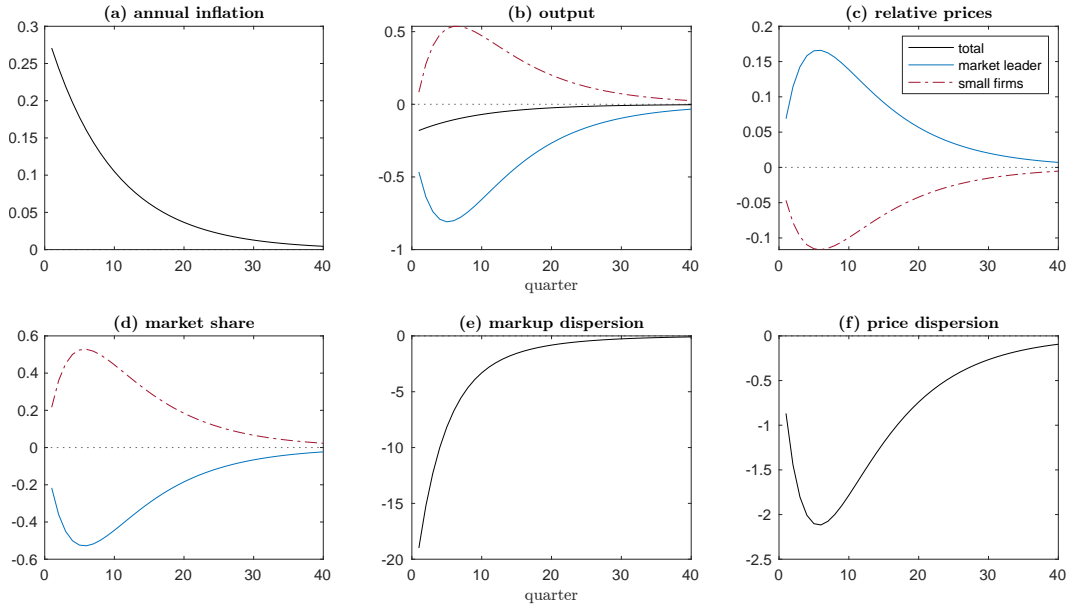 (a) annual inflation
0.3
0.25
0.2
0.15
0.1
0.05
0
0 10 20 30 40
(b) output
0.5
0
-0.5
-1
0 10 20 30 40
quarter
(c) relative prices
0.2
0.15
0.1
0.05
0
-0.05
-0.1
0 10 20 30 40
total
market leader
small firms
(d) market share
0.6
0.4
0.2
0
-0.2
-0.4
-0.6
0 10 20 30 40
(e) markup dispersion
0
-5
-10
-15
-20
0 10 20 30 40
quarter
(f) price dispersion
0
-0.5
-1
-1.5
-2
-2.5
0 10 20 30 40